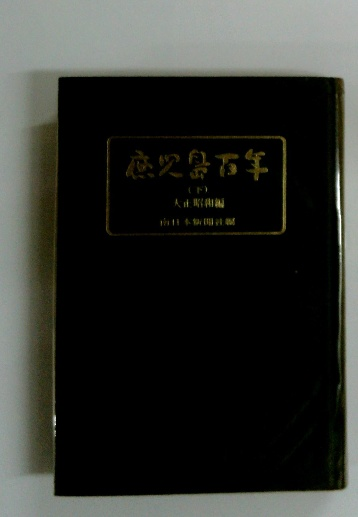 鹿児島百年
(下)
大正昭和編
南日本新聞社編